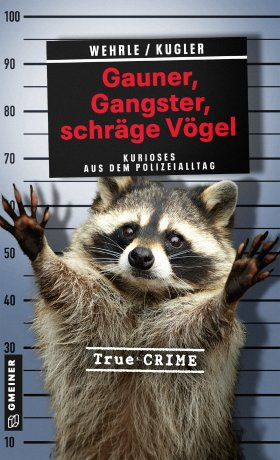 100
90
80
70
60
50
40
30
20
10
WEHRLE / KUGLER
Gauner,
Gangster,
schräge Vögel
KURIOSES
AUS DEM POLIZEIALLTAG
True CRIME
GMEINER